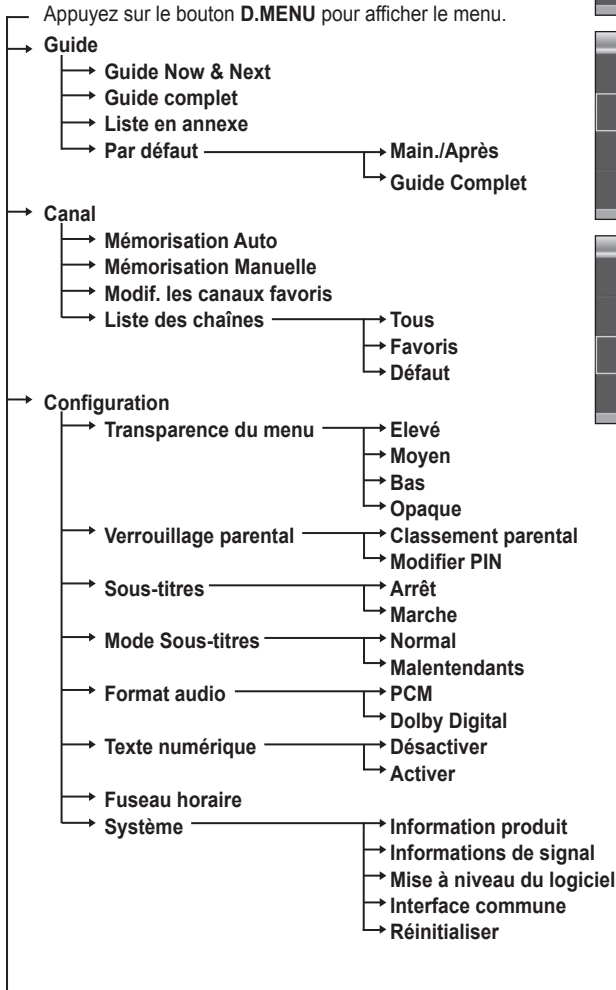 Appuyez sur le bouton D.MENU pour afficher le menu.
Guide
Guide Now & Next
Guide complet
Liste en annexe
Par défaut
Main./Après
Guide Complet
Canal
Mémorisation Auto
Mémorisation Manuelle
Modif. les canaux favoris
Liste des chaînes
Tous
Favoris
Défaut
Configuration
Transparence du menu
Elevé
Moyen
Bas
Opaque
Verrouillage parental
Classement parental
Modifier PIN
Sous-titres
Arrêt
Marche
Mode Sous-titres
Normal
Malentendants
Format audio
PCM
Dolby Digital
Texte numérique
Désactiver
Activer
Fuseau horaire
Système
Information produit
Informations de signal
Mise à niveau du logiciel
Interface commune
Réinitialiser